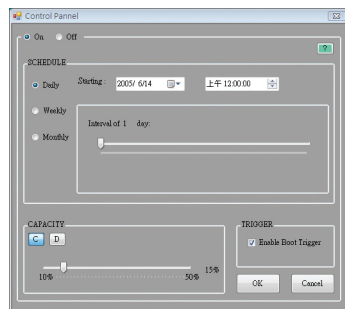 Control Pannel
On Off
?
SCHEDULE
Daily Starting : 2005/ 6/14 上午 12:00:00
Weekly
Monthly
Interval of 1 day:
CAPACITY
C D
10% 50% 15%
TRIGGER
Enable Boot Trigger
OK Cancel